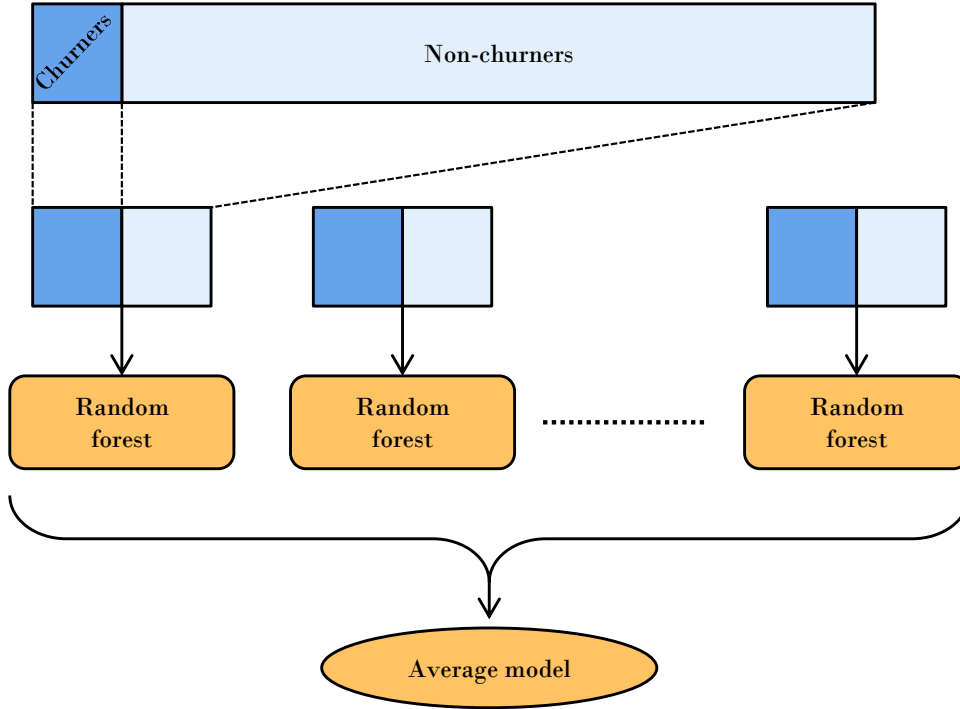 Churners
Non-churners
Random
forest
Random
forest
Random
forest
Average model